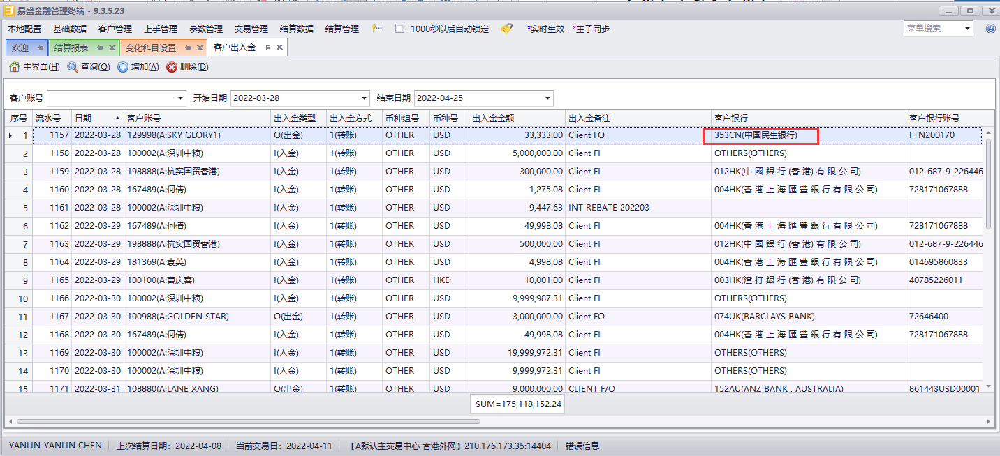 易盛金融管理终端 - 9.3.5.23
本地配置 基础数据 客户管理 上手管理 参数管理 交易管理 结算数据 结算管理 1000秒以后自动锁定 *实时生效, *主子同步 菜单搜索
欢迎 结算报表 变化科目设置 客户出入金
主界面(H) 查询(Q) 增加(A) 删除(D)
客户账号 开始日期 2022-03-28 结束日期 2022-04-25
序号 流水号 日期 客户账号 出入金类型 出入金方式 币种组号 币种号 出入金金额 出入金备注 客户银行 客户银行账号
1 1157 2022-03-28 129998(A:SKY GLORY1) O(出金) 1(转账) OTHER USD 33,333.00 Client FO 353CN(中国民生银行) FTN200170
2 1158 2022-03-28 100002(A:深圳中粮) I(入金) 1(转账) OTHER USD 5,000,000.00 Client FI OTHERS(OTHERS)
3 1159 2022-03-28 198888(A:杭实国贸香港) I(入金) 1(转账) OTHER USD 300,000.00 Client FI 012HK(中 國 銀 行 (香 港) 有 限 公 司) 012-687-9-226446
4 1160 2022-03-28 167489(A:何倩) I(入金) 1(转账) OTHER USD 1,275.08 Client FI 004HK(香 港 上 海 匯 豐 銀 行 有 限 公 司) 728171067888
5 1161 2022-03-28 100002(A:深圳中粮) I(入金) 1(转账) OTHER USD 9,447.63 INT REBATE 202203
6 1162 2022-03-29 167489(A:何倩) I(入金) 1(转账) OTHER USD 49,998.08 Client FI 004HK(香 港 上 海 匯 豐 銀 行 有 限 公 司) 728171067888
7 1163 2022-03-29 198888(A:杭实国贸香港) I(入金) 1(转账) OTHER USD 500,000.00 Client FI 012HK(中 國 銀 行 (香 港) 有 限 公 司) 012-687-9-226446
8 1164 2022-03-29 181369(A:袁英) I(入金) 1(转账) OTHER USD 4,998.08 Client FI 004HK(香 港 上 海 匯 豐 銀 行 有 限 公 司) 014695860833
9 1165 2022-03-29 100100(A:曹庆喜) I(入金) 1(转账) OTHER HKD 10,001.00 Client FI 003HK(渣 打 銀 行 (香 港) 有 限 公 司) 40785226011
10 1166 2022-03-30 100002(A:深圳中粮) I(入金) 1(转账) OTHER USD 9,999,987.31 Client FI OTHERS(OTHERS)
11 1167 2022-03-30 100988(A:GOLDEN STAR) O(出金) 1(转账) OTHER USD 3,000,000.00 Client FO 074UK(BARCLAYS BANK) 72646400
12 1168 2022-03-30 167489(A:何倩) I(入金) 1(转账) OTHER USD 49,998.08 Client FI 004HK(香 港 上 海 匯 豐 銀 行 有 限 公 司) 728171067888
13 1169 2022-03-30 100002(A:深圳中粮) I(入金) 1(转账) OTHER USD 19,999,972.31 Client FI OTHERS(OTHERS)
14 1170 2022-03-30 100002(A:深圳中粮) I(入金) 1(转账) OTHER USD 9,999,972.31 Client FI OTHERS(OTHERS)
15 1171 2022-03-31 108880(A:LANE XANG) O(出金) 1(转账) OTHER USD 9,000,000.00 CLIENT F/O 152AU(ANZ BANK , AUSTRALIA) 861443USD00001
SUM=175,118,152.24
YANLIN-YANLIN CHEN 上次结算日期: 2022-04-08 当前交易日: 2022-04-11 【A默认主交易中心 香港外网】210.176.173.35:14404 错误信息